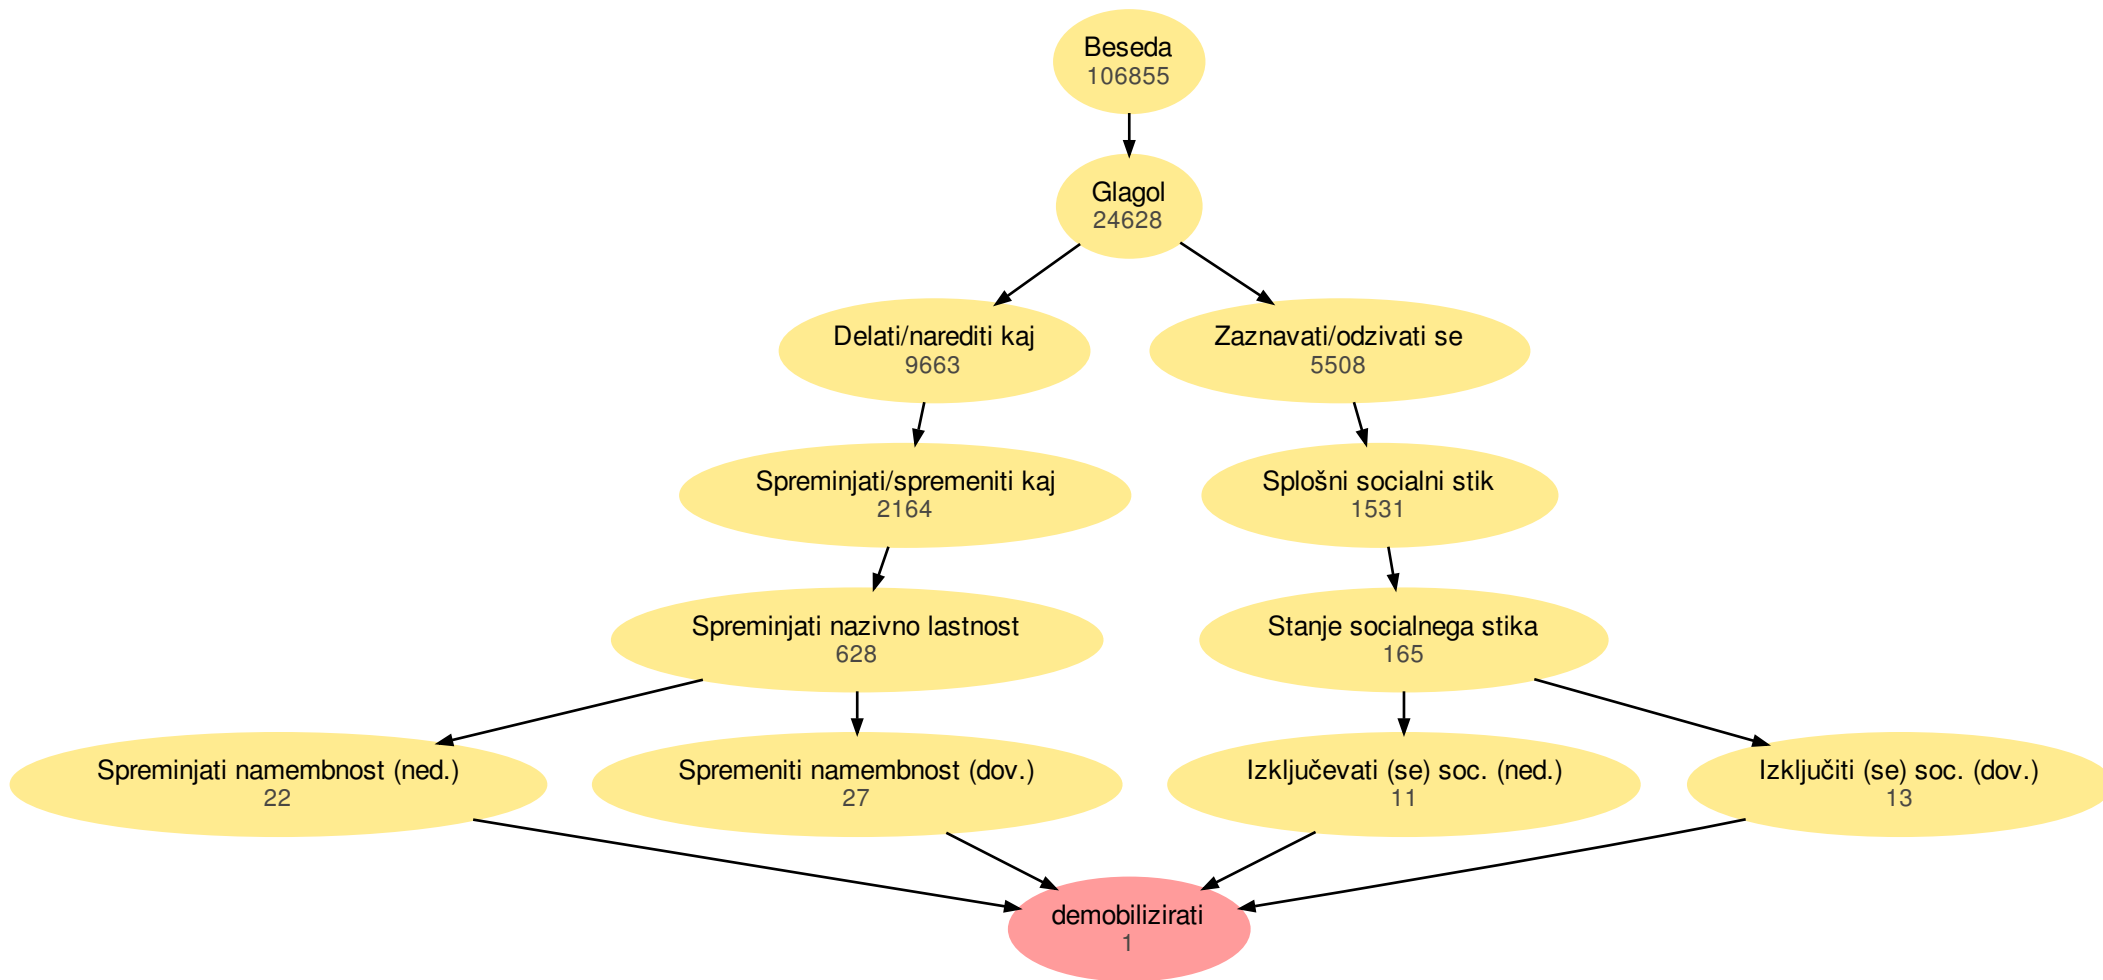 Beseda
106855
Glagol
24628
Delati/narediti kaj
9663
Zaznavati/odzivati se
5508
Spreminjati/spremeniti kaj
2164
Splošni socialni stik
1531
Spreminjati nazivno lastnost
628
Stanje socialnega stika
165
Spreminjati namembnost (ned.)
22
Spremeniti namembnost (dov.)
27
Izključevati (se) soc. (ned.)
11
Izključiti (se) soc. (dov.)
13
demobilizirati
1